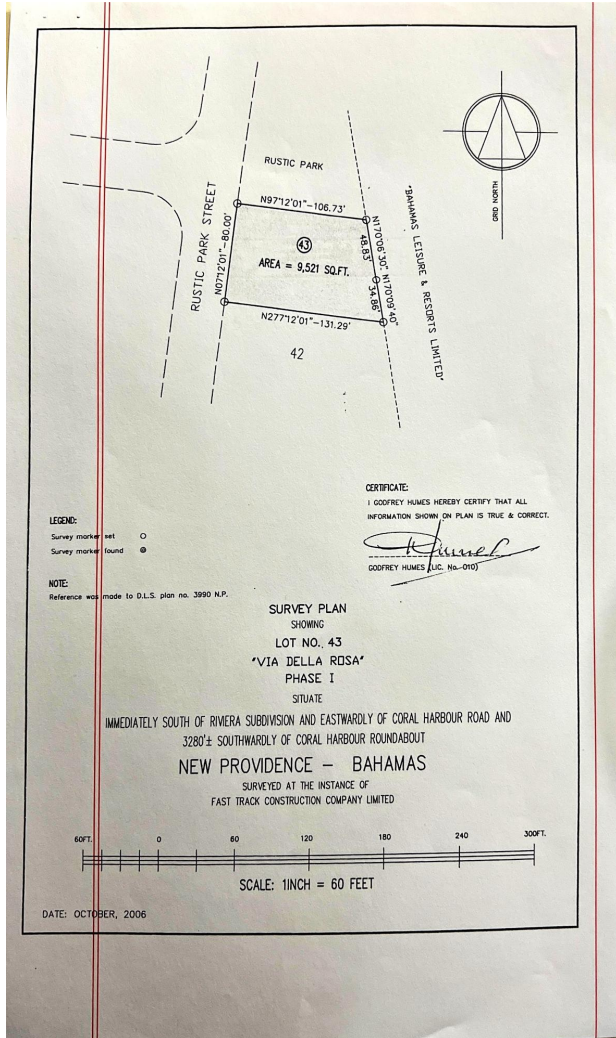 RUSTIC PARK
GRID NORTH
RUSTIC PARK STREET
N97°12'01"-106.73'
N07°12'01"-80.00'
43
AREA = 9,521 SQ.FT.
N170°06'30"
48.83'
N170°09'40"
34.86'
N277°12'01"-131.29'
42
"BAHAMAS LEISURE & RESORTS LIMITED"
CERTIFICATE:
I GODFREY HUMES HEREBY CERTIFY THAT ALL
INFORMATION SHOWN ON PLAN IS TRUE & CORRECT.
GODFREY HUMES (LIC. No. 010)
LEGEND:
Survey marker set
Survey marker found
NOTE:
Reference was made to D.L.S. plan no. 3990 N.P.
SURVEY PLAN
SHOWING
LOT NO. 43
"VIA DELLA ROSA"
PHASE I
SITUATE
IMMEDIATELY SOUTH OF RIVIERA SUBDIVISION AND EASTWARDLY OF CORAL HARBOUR ROAD AND
3280'± SOUTHWARDLY OF CORAL HARBOUR ROUNDABOUT
NEW PROVIDENCE - BAHAMAS
SURVEYED AT THE INSTANCE OF
FAST TRACK CONSTRUCTION COMPANY LIMITED
60FT. 0 60 120 180 240 300FT.
SCALE: 1INCH = 60 FEET
DATE: OCTOBER, 2006